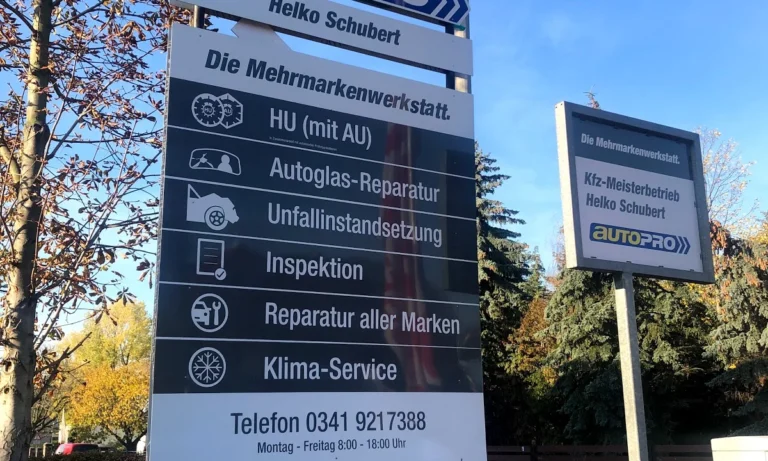 Helko Schubert
Die Mehrmarkenwerkstatt.
HU (mit AU)
Autoglas-Reparatur
Unfallinstandsetzung
Inspektion
Reparatur aller Marken
Klima-Service
Telefon 0341 9217388
Montag - Freitag 8:00 - 18:00 Uhr
Die Mehrmarkenwerkstatt.
Kfz-Meisterbetrieb
Helko Schubert
AUTOPRO